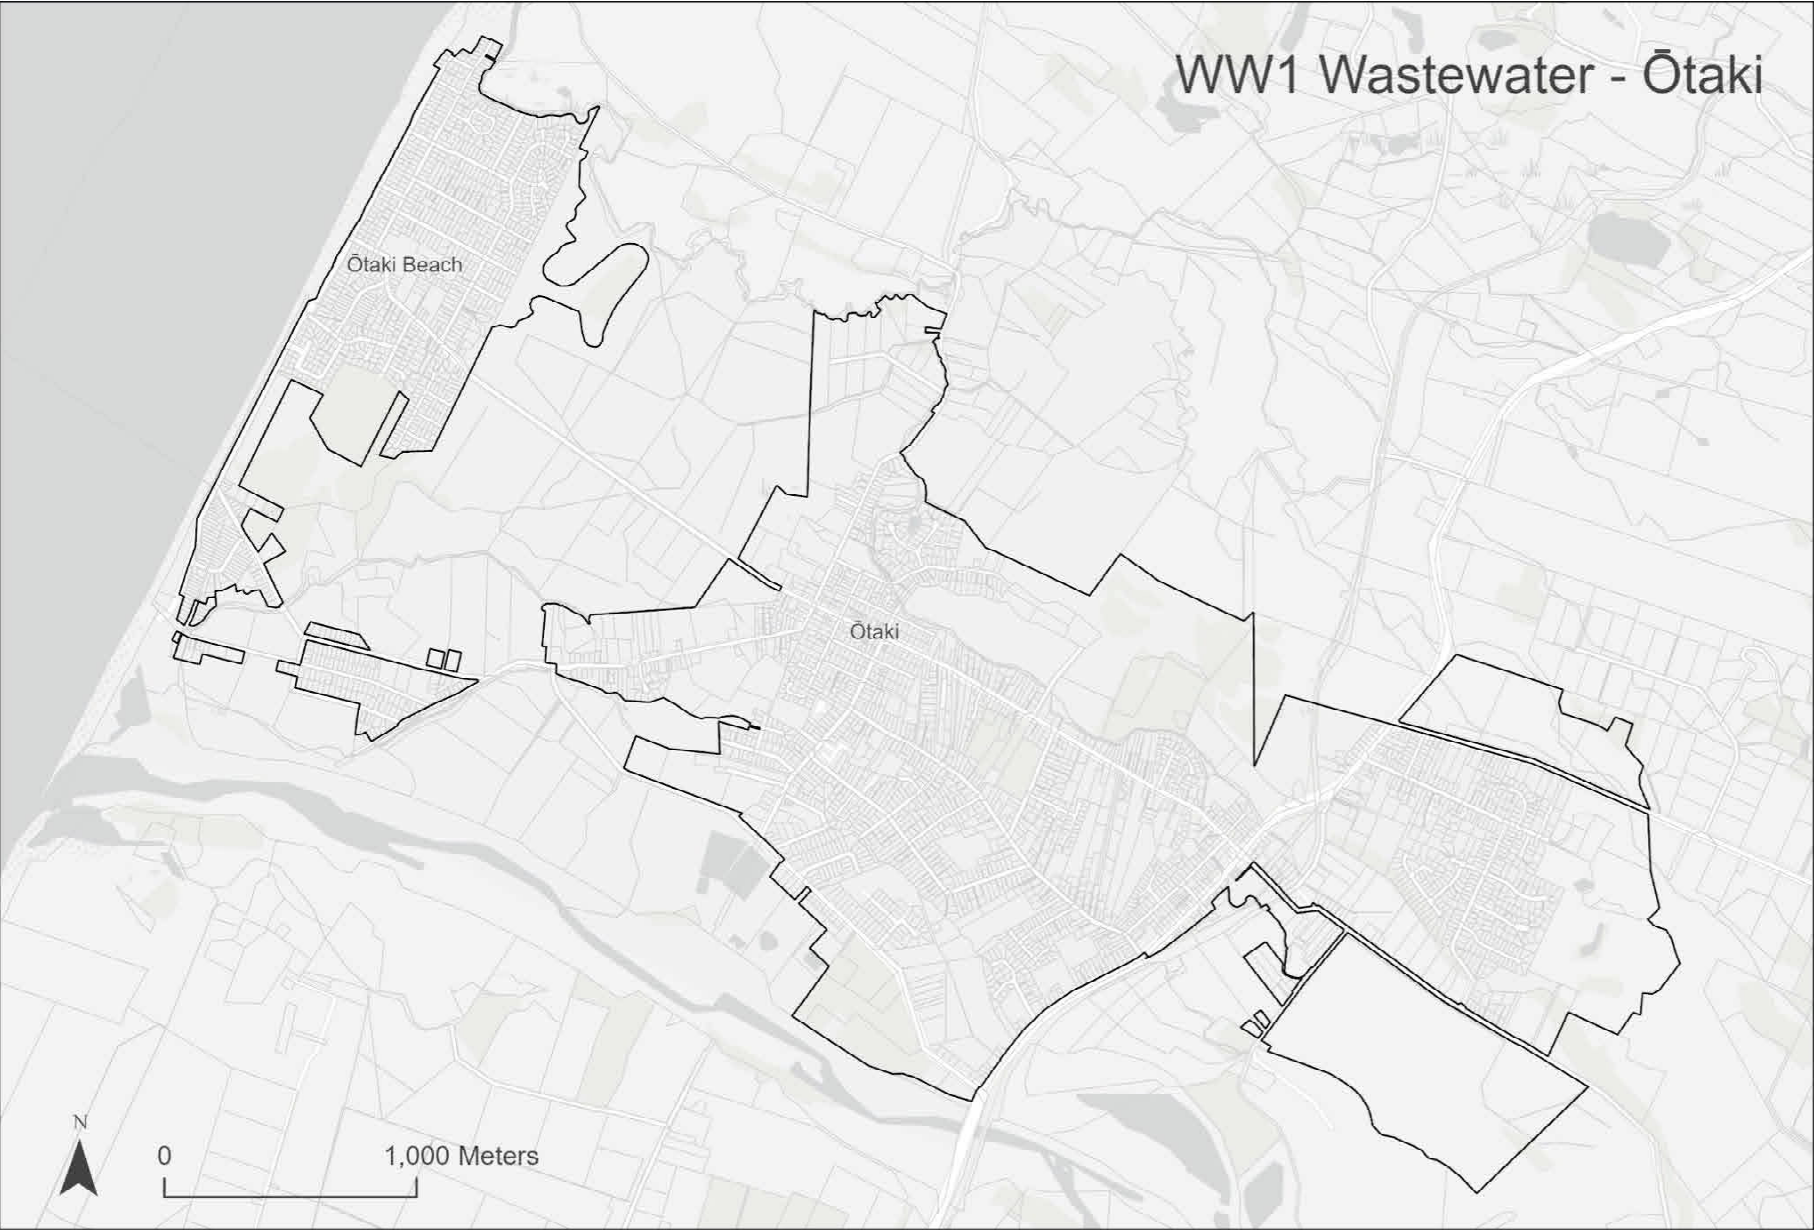 WW1 Wastewater - Ōtaki
Ōtaki Beach
Ōtaki
N
0
1,000 Meters